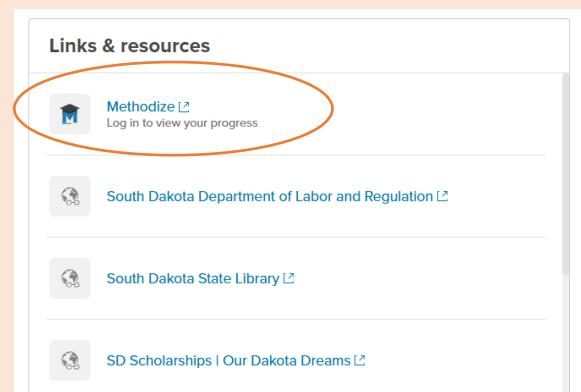 Links & resources
Methodize
Log in to view your progress
South Dakota Department of Labor and Regulation
South Dakota State Library
SD Scholarships | Our Dakota Dreams